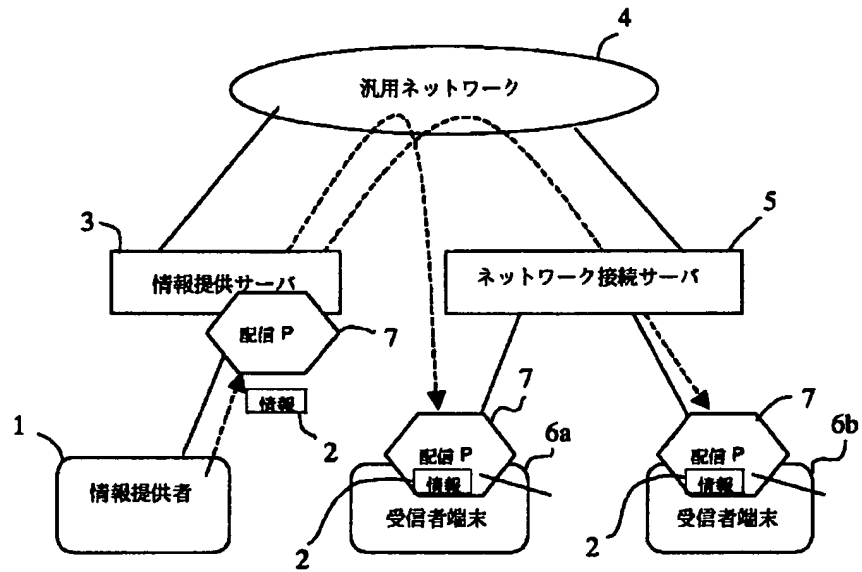 4
汎用ネットワーク
3
情報提供サーバ
5
ネットワーク接続サーバ
配信 P
7
情報
2
1
情報提供者
7
6a
配信 P
情報
2
受信者端末
7
6b
配信 P
情報
2
受信者端末